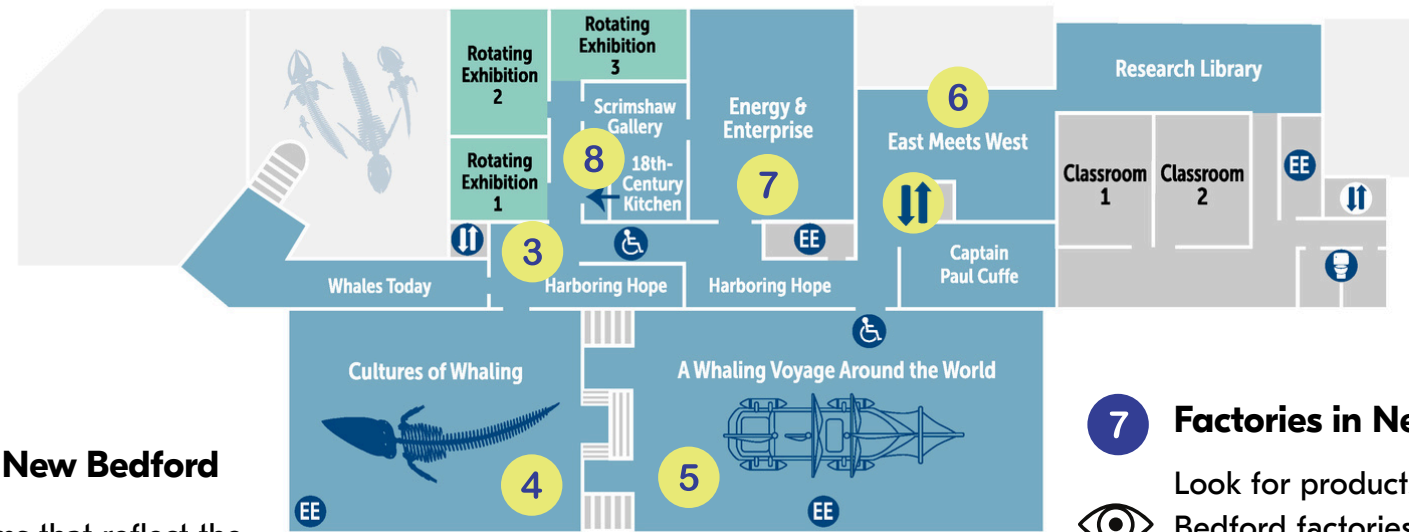 Rotating
Exhibition
2
Rotating
Exhibition
3
Rotating
Exhibition
1
Scrimshaw
Gallery
8
18th-
Century
Kitchen
Energy &
Enterprise
7
6
East Meets West
Research Library
Classroom
1
Classroom
2
EE
3
EE
Captain
Paul Cuffe
Whales Today
Harboring Hope
Harboring Hope
Cultures of Whaling
A Whaling Voyage Around the World
4
5
EE
EE
New Bedford
that reflect the
7
Factories in Ne
Look for product
Bedford factories